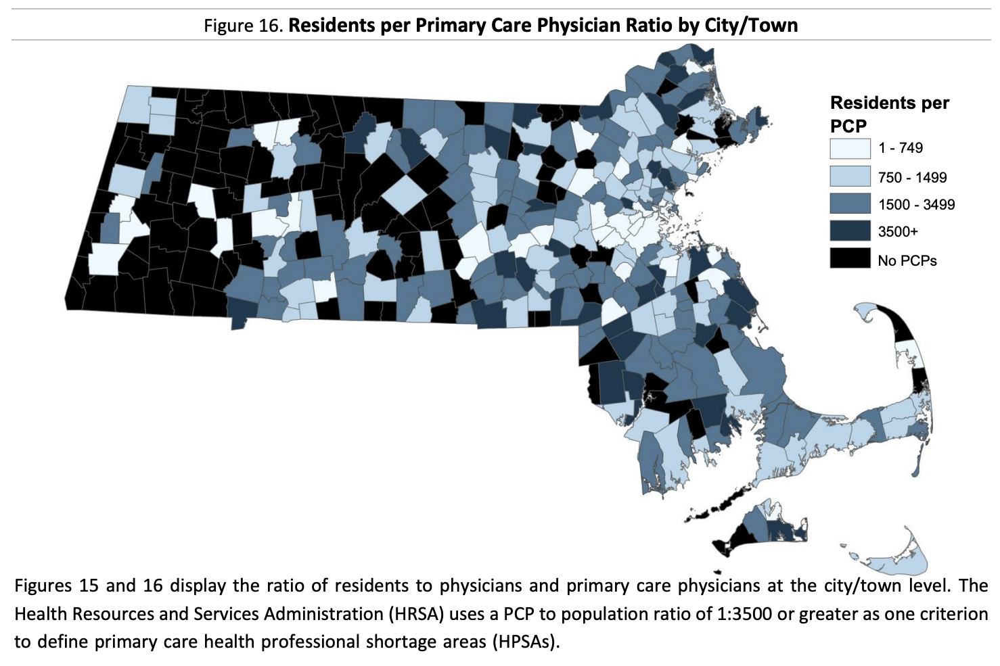 Figure 16. Residents per Primary Care Physician Ratio by City/Town
Residents per
PCP
1 - 749
750 - 1499
1500 - 3499
3500+
No PCPs
Figures 15 and 16 display the ratio of residents to physicians and primary care physicians at the city/town level. The
Health Resources and Services Administration (HRSA) uses a PCP to population ratio of 1:3500 or greater as one criterion
to define primary care health professional shortage areas (HPSAs).